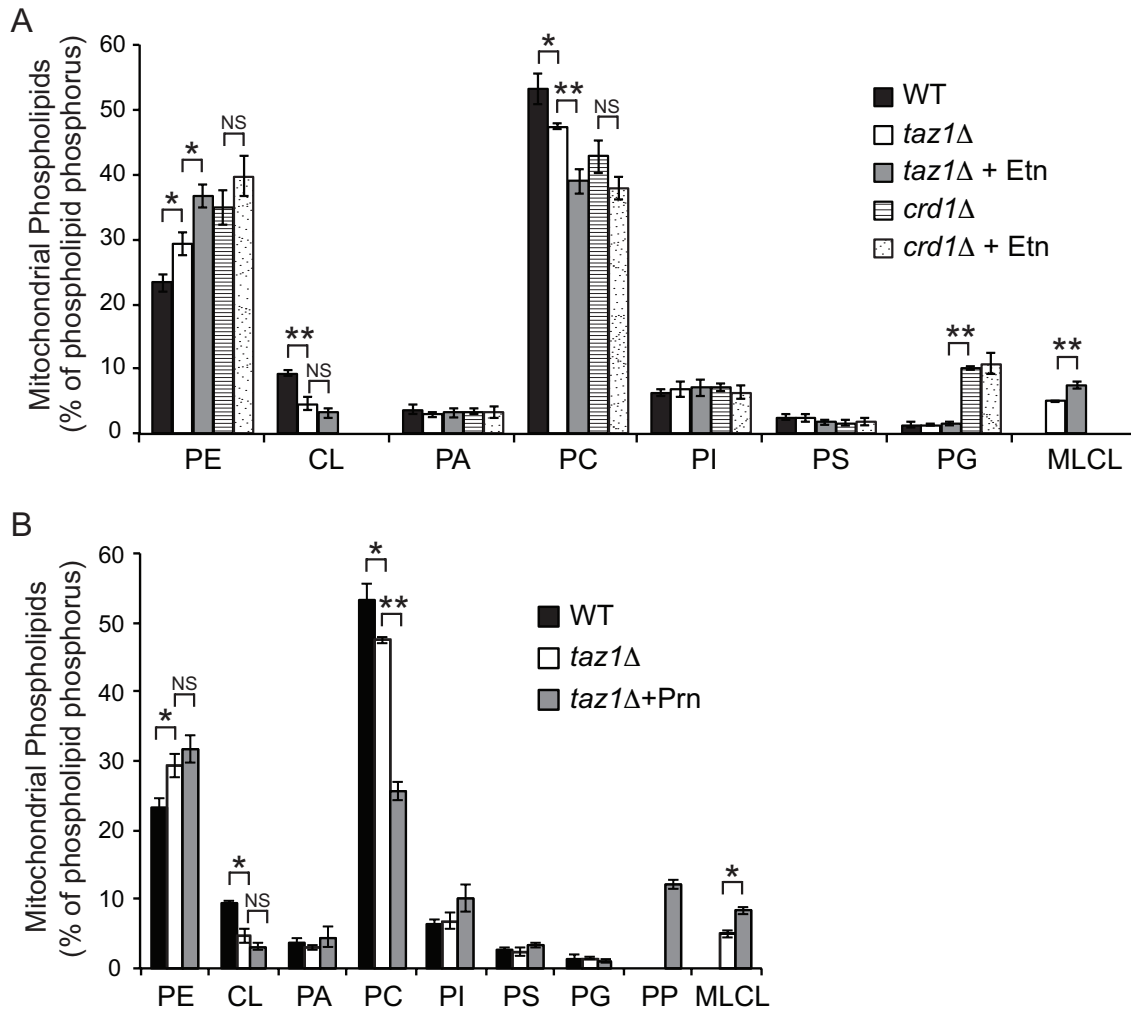 A
Mitochondrial Phospholipids
(% of phospholipid phosphorus)
60
50
40
30
20
10
0
* * NS
** NS
* ** NS
**
**
WT
taz1Δ
taz1Δ + Etn
crd1Δ
crd1Δ + Etn
PE CL PA PC PI PS PG MLCL
B
Mitochondrial Phospholipids
(% of phospholipid phosphorus)
60
50
40
30
20
10
0
* NS
* NS
* **
*
WT
taz1Δ
taz1Δ+Prn
PE CL PA PC PI PS PG PP MLCL